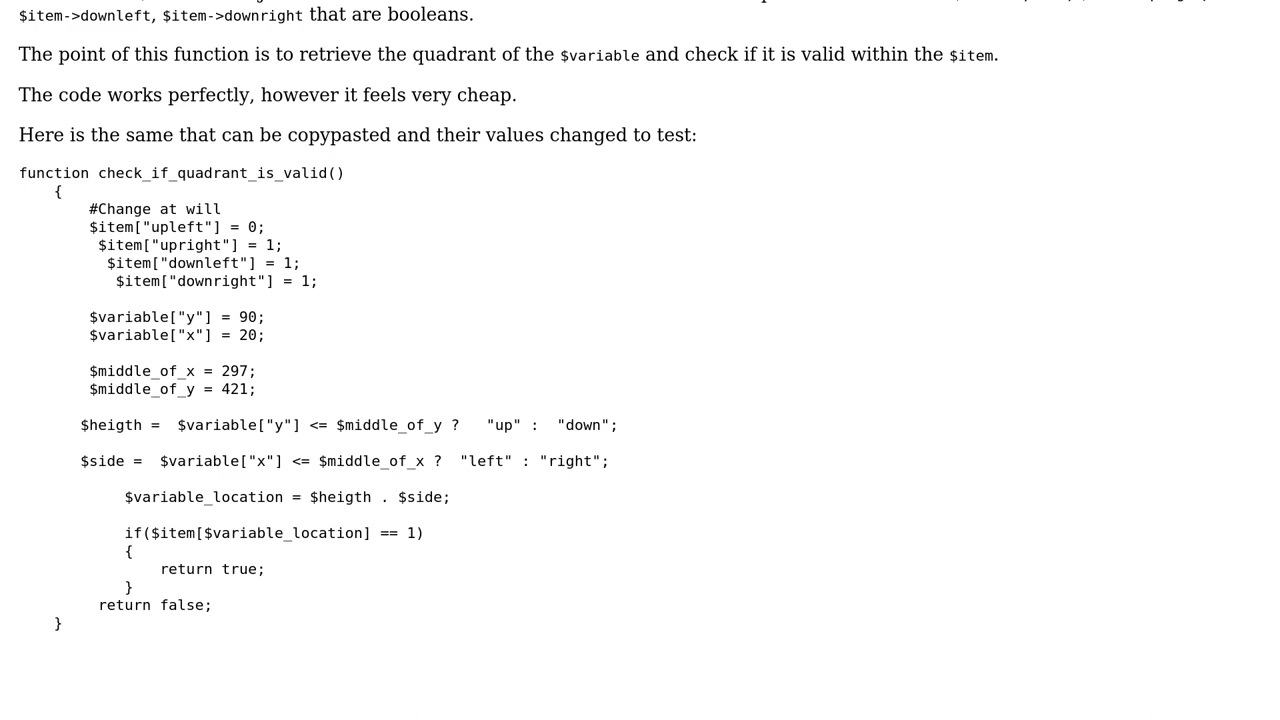 $item->downleft, $item->downright that are booleans.
The point of this function is to retrieve the quadrant of the $variable and check if it is valid within the $item.
The code works perfectly, however it feels very cheap.
Here is the same that can be copypasted and their values changed to test:
function check_if_quadrant_is_valid()
{
#Change at will
$item["upleft"] = 0;
$item["upright"] = 1;
$item["downleft"] = 1;
$item["downright"] = 1;
$variable["y"] = 90;
$variable["x"] = 20;
$middle_of_x = 297;
$middle_of_y = 421;
$heigth =  $variable["y"] <= $middle_of_y ?   "up" :  "down";
$side =  $variable["x"] <= $middle_of_x ?  "left" : "right";
$variable_location = $heigth . $side;
if($item[$variable_location] == 1)
{
return true;
}
return false;
}